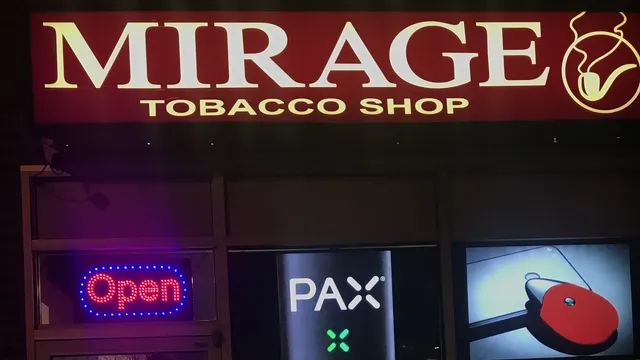 MIRAGE
TOBACCO SHOP
Open
PAX®